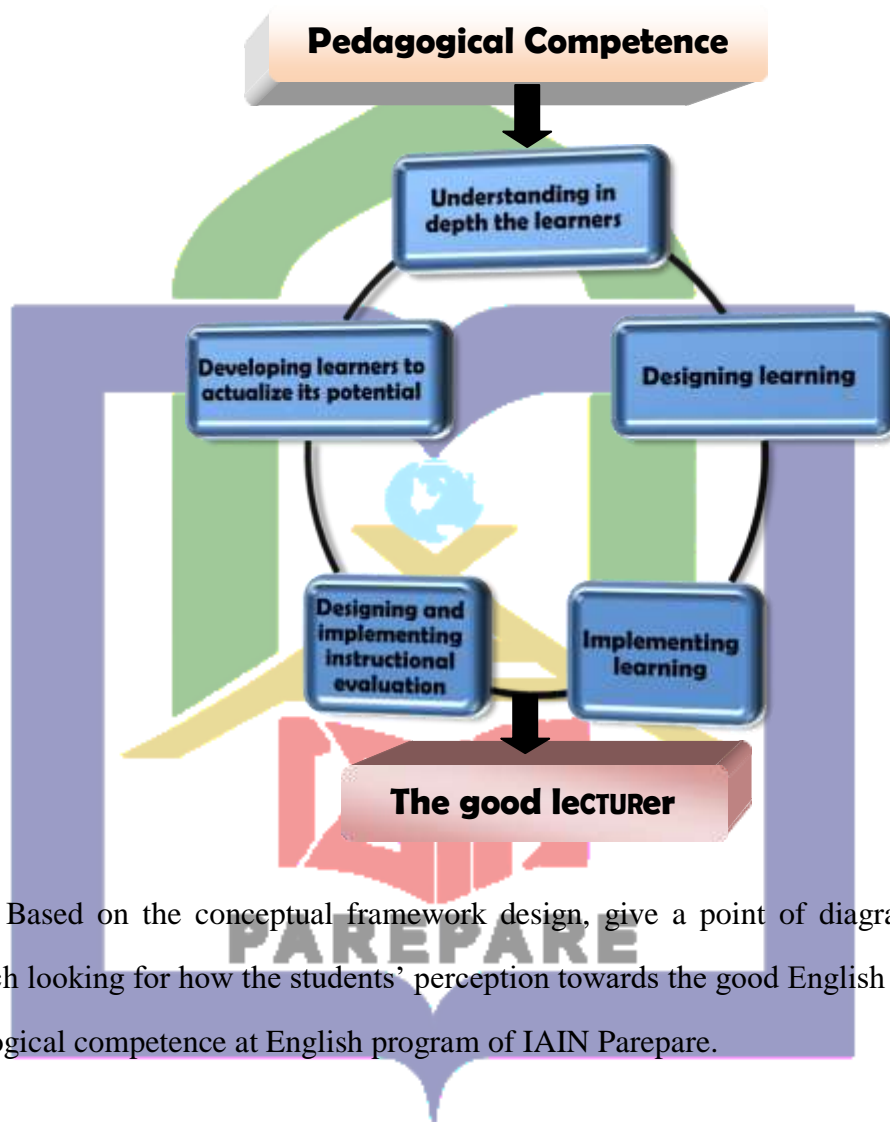 Pedagogical Competence
Understanding in
depth the learners
Developing learners to
actualize its potential
Designing learning
Designing and
implementing
instructional
evaluation
Implementing
learning
The good leCTURer
Based on the conceptual framework design, give a point of
looking for how the students' perception towards the good English
competence at English program of IAIN Parepare.
PAREPARE